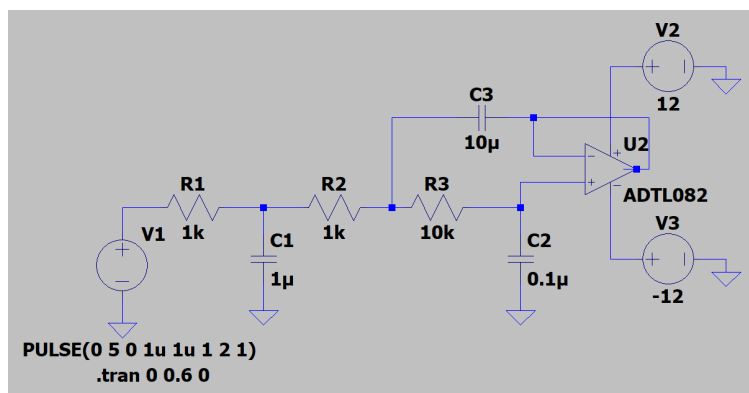 V2
12
C3
10µ
U2
ADTL082
R1
1k
R2
1k
R3
10k
V1
C1
1µ
C2
0.1µ
V3
-12
PULSE(0 5 0 1u 1u 1 2 1)
.tran 0 0.6 0